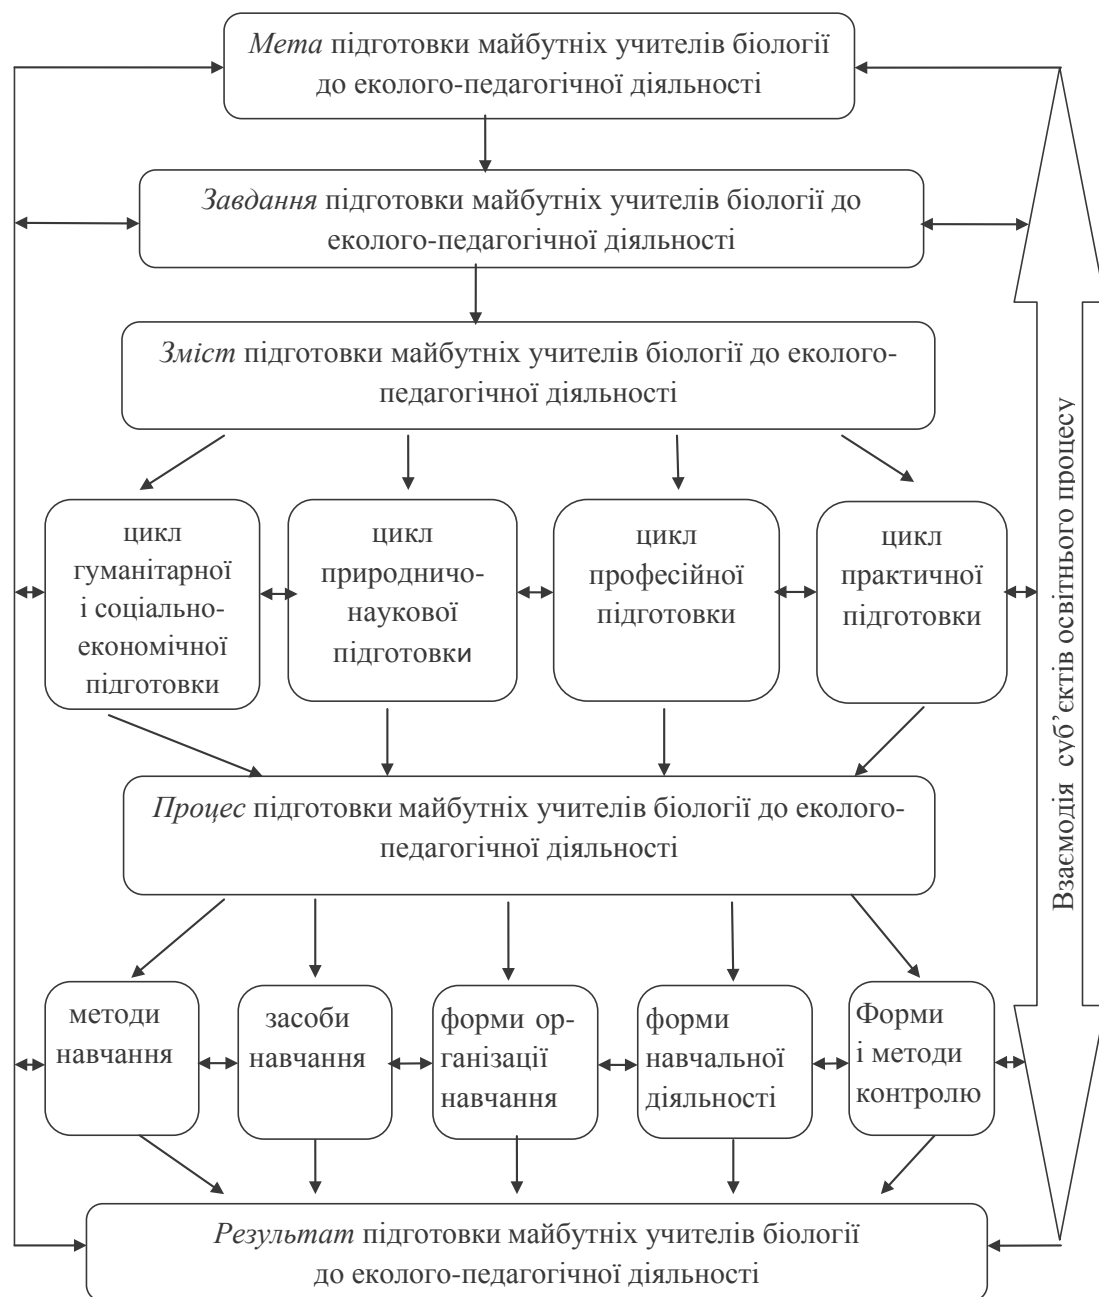 Мета підготовки майбутніх учителів біології
до еколого-педагогічної діяльності
Завдання підготовки майбутніх учителів біології до
еколого-педагогічної діяльності
Зміст підготовки майбутніх учителів біології до еколого-
педагогічної діяльності
цикл
гуманітарної
і соціально-
економічної
підготовки
цикл
природничо-
наукової
підготовки
цикл
професійної
підготовки
цикл
практичної
підготовки
Процес підготовки майбутніх учителів біології до еколого-
педагогічної діяльності
методи
навчання
засоби
навчання
форми ор-
ганізації
навчання
форми
навчальної
діяльності
Форми
і методи
контролю
Результат підготовки майбутніх учителів біології
до еколого-педагогічної діяльності
Взаємодія суб’єктів освітнього процесу